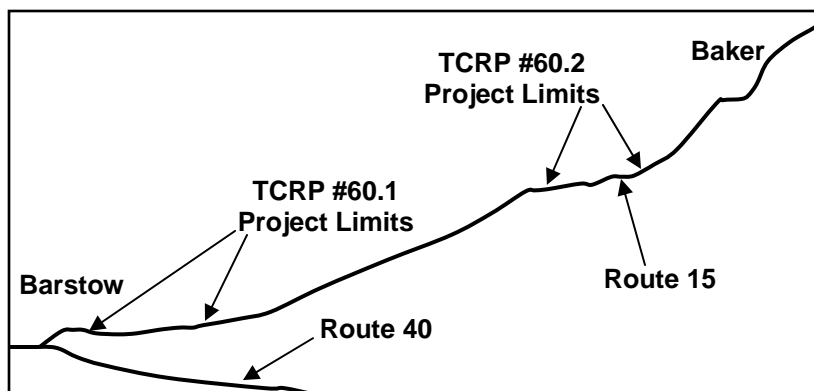 Baker
TCRP #60.2
Project Limits
TCRP #60.1
Project Limits
Route 15
Barstow
Route 40